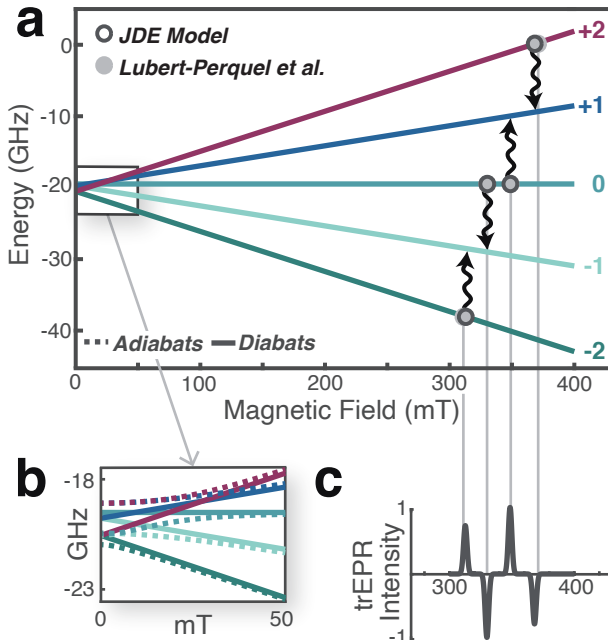 a
JDE Model
Lubert-Perquel et al.
+2
+1
0
-1
-2
Energy (GHz)
0
-10
-20
-30
-40
Adiabats
Diabats
0
100
200
300
400
Magnetic Field (mT)
b
-18
GHz
-23
0
mT
50
c
trEPR
Intensity
1
-1
300
400